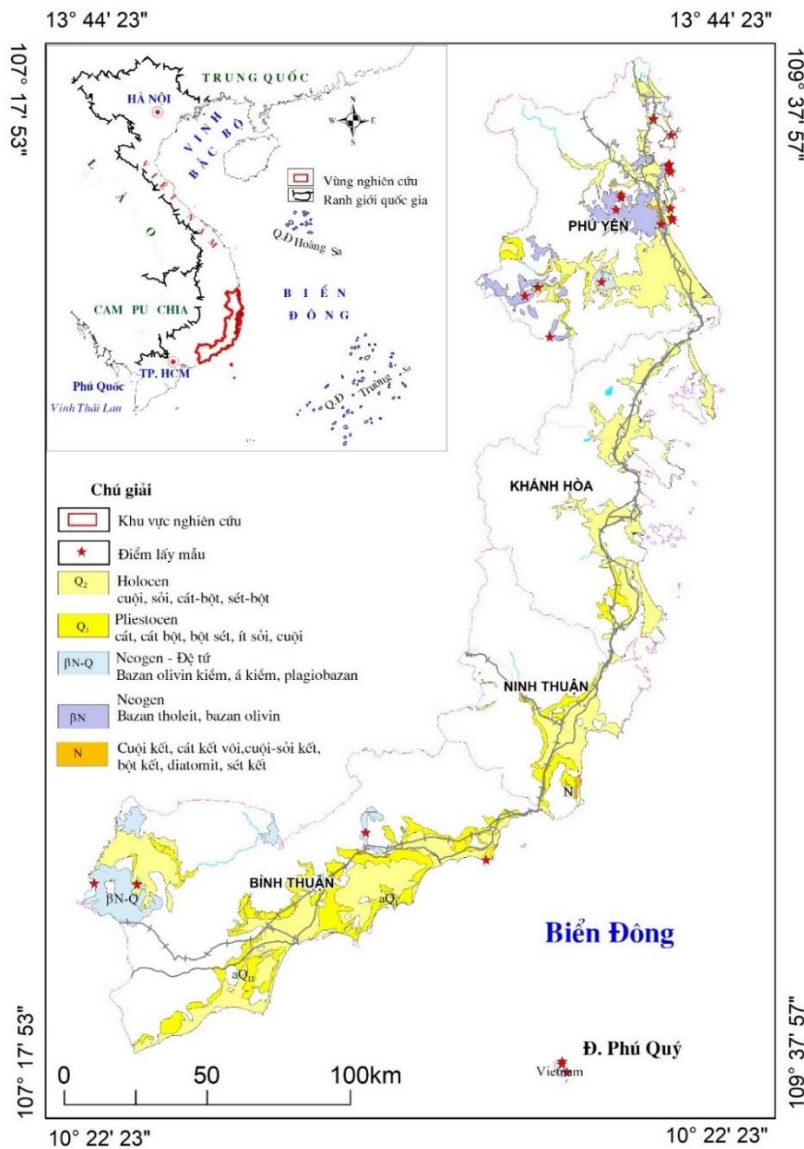 13° 44' 23"
13° 44' 23"
107° 17' 53"
109° 37' 57"
TRUNG QUỐC
HÀ NỘI
VỊNH
BẮC BỘ
N
W E
S
LÀO
VIỆT NAM
Vùng nghiên cứu
Ranh giới quốc gia
Q.Đ Hoàng Sa
CAM PU CHIA
BIỂN
ĐÔNG
TP. HCM
Phú Quốc
Vịnh Thái Lan
Q.Đ Trường Sa
PHÚ YÊN
KHÁNH HÒA
Chú giải
Khu vực nghiên cứu
Điểm lấy mẫu
Q₂ Holocen
cuội, sỏi, cát-bột, sét-bột
Q₁ Pliestocen
cát, cát bột, bột sét, ít sỏi, cuội
βN-Q Neogen - Đệ tứ
Bazan olivin kiềm, á kiềm, plagiobazan
βN Neogen
Bazan tholeit, bazan olivin
N Cuội kết, cát kết vôi,cuội-sỏi kết,
bột kết, diatomit, sét kết
NINH THUẬN
N
BÌNH THUẬN
βN-Q
aQI
aQII
Biển Đông
Đ. Phú Quý
Vietnam
0 50 100km
107° 17' 53"
109° 37' 57"
10° 22' 23"
10° 22' 23"